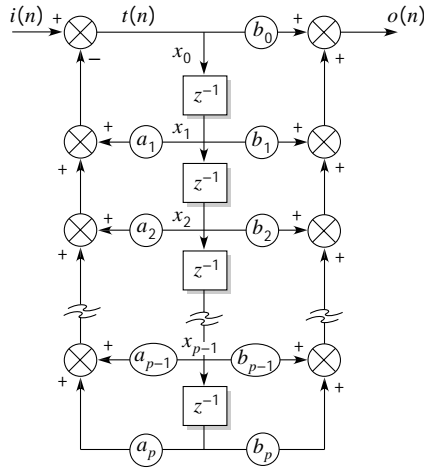 i(n) + t(n) b₀ + o(n)
− x₀ +
z⁻¹
+ a₁ x₁ b₁ +
+ +
z⁻¹
+ a₂ x₂ b₂ +
+ +
z⁻¹
+ aₚ₋₁ xₚ₋₁ bₚ₋₁ +
+ +
z⁻¹
aₚ bₚ